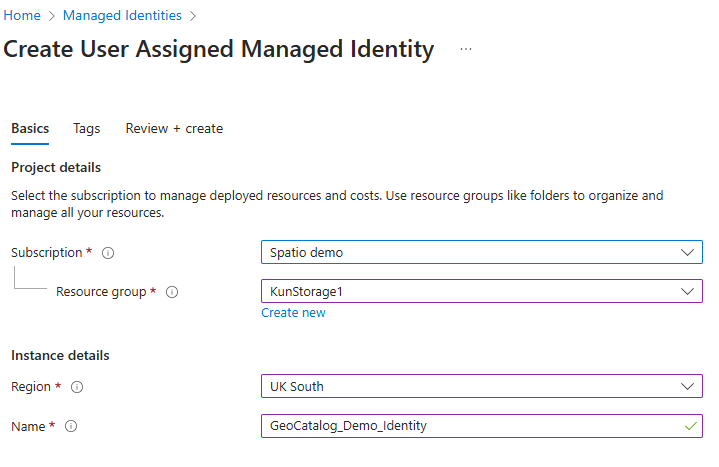 Home > Managed Identities >
Create User Assigned Managed Identity ...
Basics Tags Review + create
Project details
Select the subscription to manage deployed resources and costs. Use resource groups like folders to organize and
manage all your resources.
Subscription * Spatio demo
Resource group * KunStorage1
Create new
Instance details
Region * UK South
Name * GeoCatalog_Demo_Identity